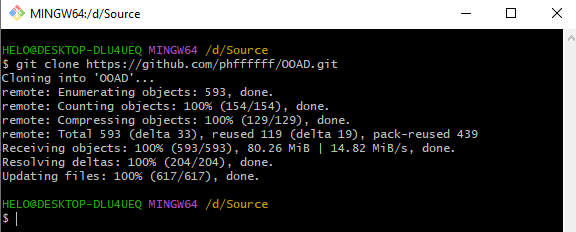 MINGW64:/d/Source
HELO@DESKTOP-DLU4UEQ MINGW64 /d/Source
$ git clone https://github.com/phffffff/OOAD.git
Cloning into 'OOAD'...
remote: Enumerating objects: 593, done.
remote: Counting objects: 100% (154/154), done.
remote: Compressing objects: 100% (129/129), done.
remote: Total 593 (delta 33), reused 119 (delta 19), pack-reused 439
Receiving objects: 100% (593/593), 80.26 MiB | 14.82 MiB/s, done.
Resolving deltas: 100% (204/204), done.
Updating files: 100% (617/617), done.
HELO@DESKTOP-DLU4UEQ MINGW64 /d/Source
$